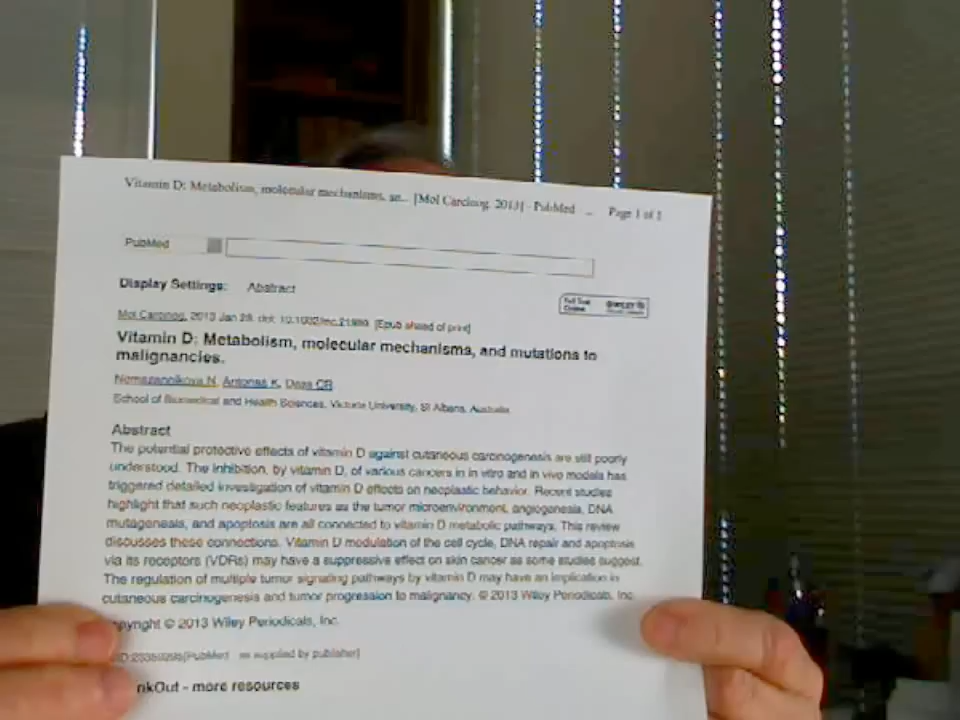 Vitamin D: Metabolism, molecular mechanisms, an... [Mol Carcinog. 2013] - PubMed ... Page 1 of 1
PubMed
Display Settings: Abstract
Full Text
Online
Mol Carcinog. 2013 Jan 28. doi: 10.1002/mc. [Epub ahead of print]
Vitamin D: Metabolism, molecular mechanisms, and mutations to
malignancies.
N, Antonas K, CR
School of Biomedical and Health Sciences, Victoria University, St Albans, Australia.
Abstract
The potential protective effects of vitamin D against cutaneous carcinogenesis are still poorly
understood. The inhibition, by vitamin D, of various cancers in in vitro and in vivo models has
triggered detailed investigation of vitamin D effects on neoplastic behavior. Recent studies
highlight that such neoplastic features as the tumor microenvironment, angiogenesis, DNA
mutagenesis, and apoptosis are all connected to vitamin D metabolic pathways. This review
discusses these connections. Vitamin D modulation of the cell cycle, DNA repair and apoptosis
via its receptors (VDRs) may have a suppressive effect on skin cancer as some studies suggest.
The regulation of multiple tumor signaling pathways by vitamin D may have an implication in
cutaneous carcinogenesis and tumor progression to malignancy. © 2013 Wiley Periodicals, Inc.
opyright © 2013 Wiley Periodicals, Inc.
[PubMed - as supplied by publisher]
nkOut - more resources